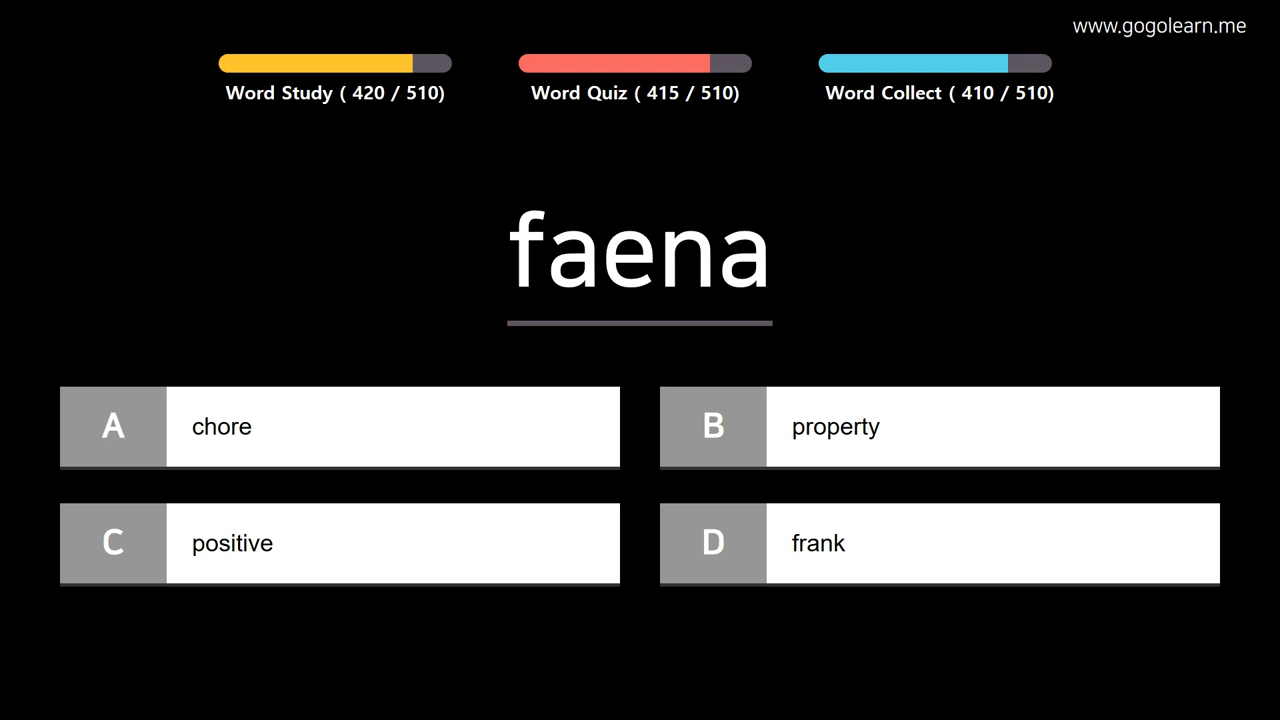 www.gogolearn.me
Word Study ( 420 / 510)
Word Quiz ( 415 / 510)
Word Collect ( 410 / 510)
faena
A chore
B property
C positive
D frank